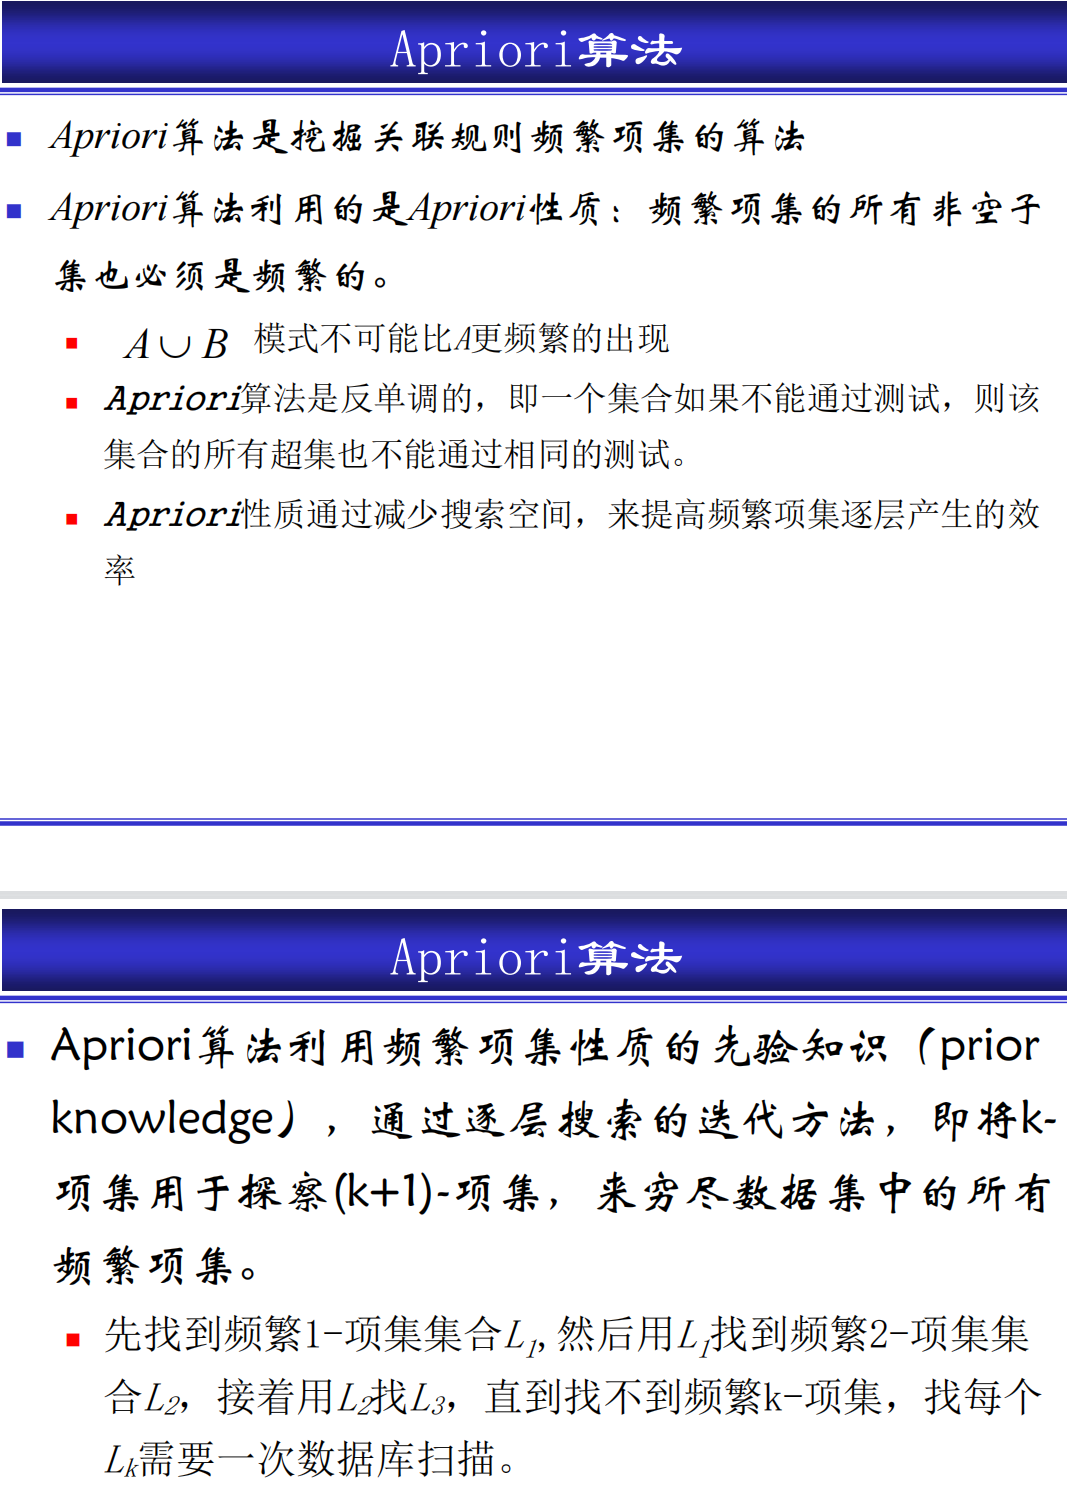 Apriori算法
Apriori算法是挖掘关联规则频繁项集的算法
Apriori算法利用的是Apriori性质：频繁项集的所有非空子
集也必须是频繁的。
A∪B 模式不可能比A更频繁的出现
Apriori算法是反单调的，即一个集合如果不能通过测试，则该
集合的所有超集也不能通过相同的测试。
Apriori性质通过减少搜索空间，来提高频繁项集逐层产生的效
率
Apriori算法
Apriori算法利用频繁项集性质的先验知识（prior
knowledge），通过逐层搜索的迭代方法，即将k-
项集用于探察(k+1)-项集，来穷尽数据集中的所有
频繁项集。
先找到频繁1-项集集合L1,然后用L1找到频繁2-项集集
合L2，接着用L2找L3，直到找不到频繁k-项集，找每个
Lk需要一次数据库扫描。